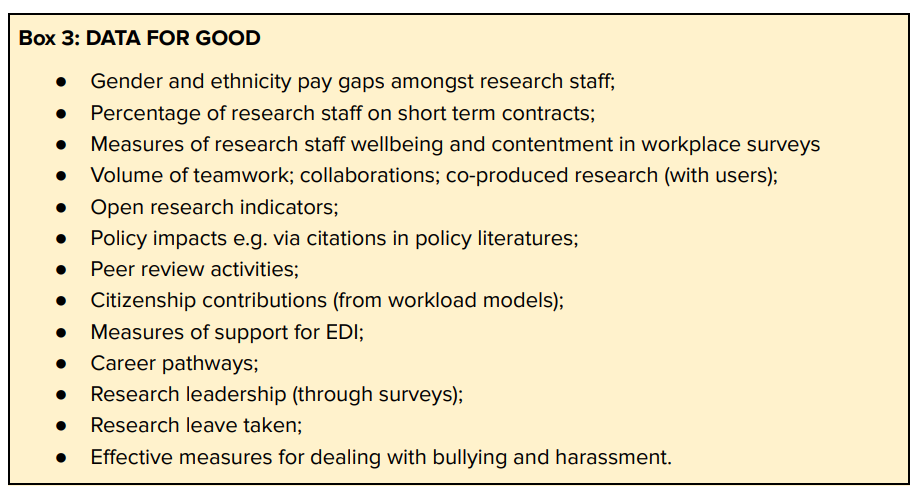 Box 3: DATA FOR GOOD
● Gender and ethnicity pay gaps amongst research staff;
● Percentage of research staff on short term contracts;
● Measures of research staff wellbeing and contentment in workplace surveys
● Volume of teamwork; collaborations; co-produced research (with users);
● Open research indicators;
● Policy impacts e.g. via citations in policy literatures;
● Peer review activities;
● Citizenship contributions (from workload models);
● Measures of support for EDI;
● Career pathways;
● Research leadership (through surveys);
● Research leave taken;
● Effective measures for dealing with bullying and harassment.